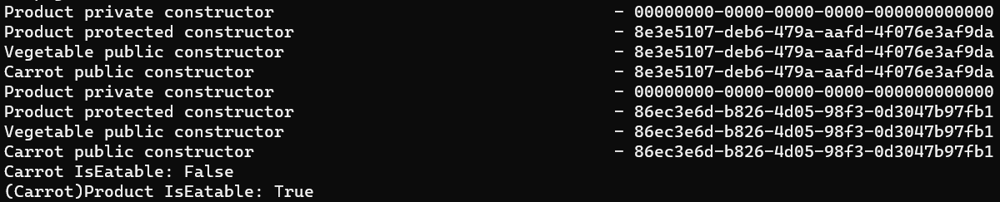 Product private constructor - 00000000-0000-0000-0000-000000000000
Product protected constructor - 8e3e5107-deb6-479a-aafd-4f076e3af9da
Vegetable public constructor - 8e3e5107-deb6-479a-aafd-4f076e3af9da
Carrot public constructor - 8e3e5107-deb6-479a-aafd-4f076e3af9da
Product private constructor - 00000000-0000-0000-0000-000000000000
Product protected constructor - 86ec3e6d-b826-4d05-98f3-0d3047b97fb1
Vegetable public constructor - 86ec3e6d-b826-4d05-98f3-0d3047b97fb1
Carrot public constructor - 86ec3e6d-b826-4d05-98f3-0d3047b97fb1
Carrot IsEatable: False
(Carrot)Product IsEatable: True